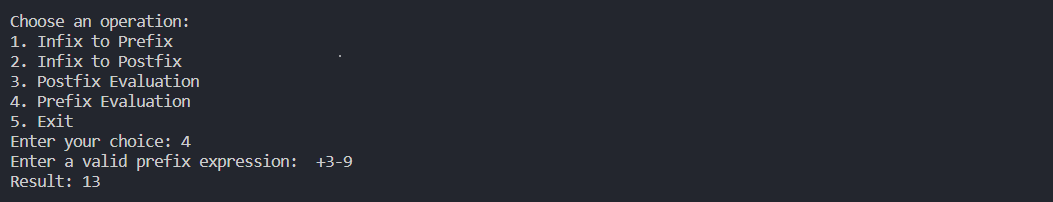 Choose an operation:
1. Infix to Prefix
2. Infix to Postfix
3. Postfix Evaluation
4. Prefix Evaluation
5. Exit
Enter your choice: 4
Enter a valid prefix expression:  +3-9
Result: 13